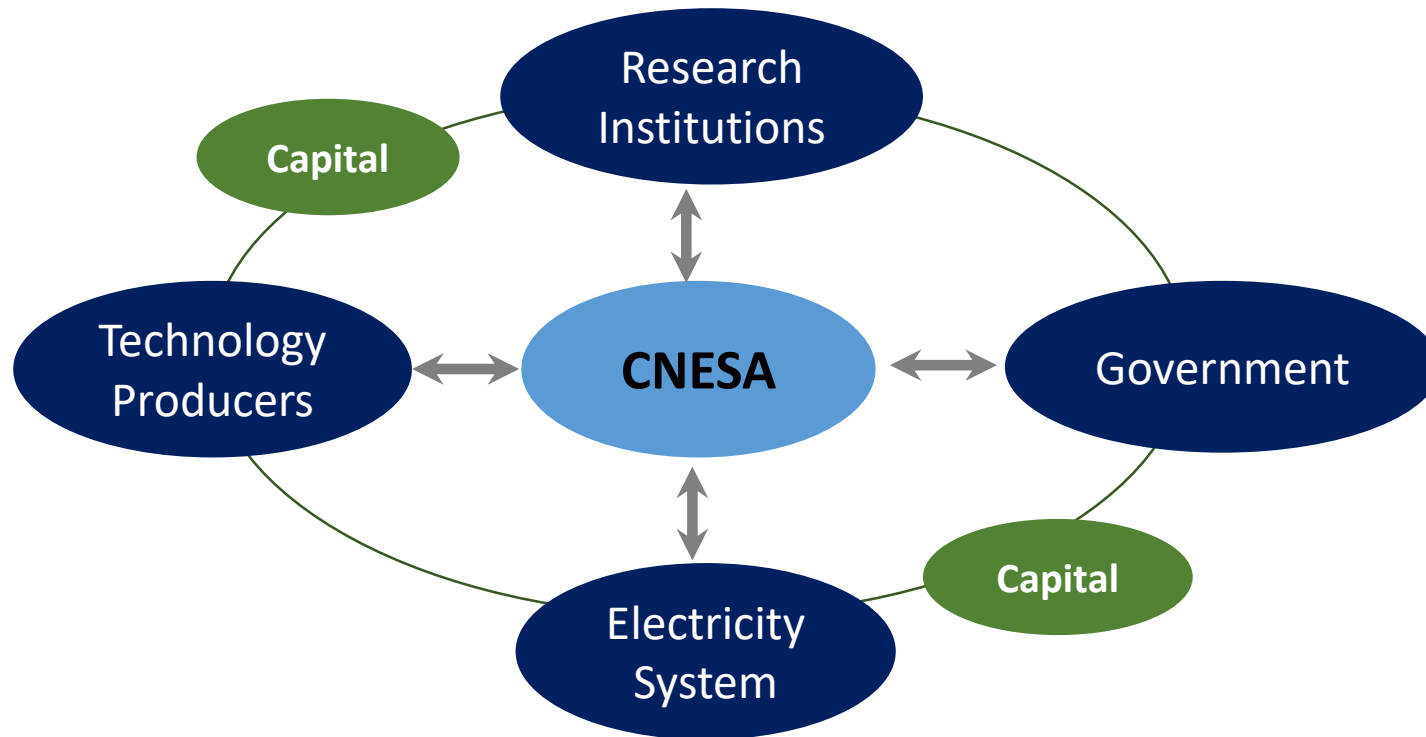 Research
Institutions
Capital
Technology
Producers
CNESA
Government
Capital
Electricity
System